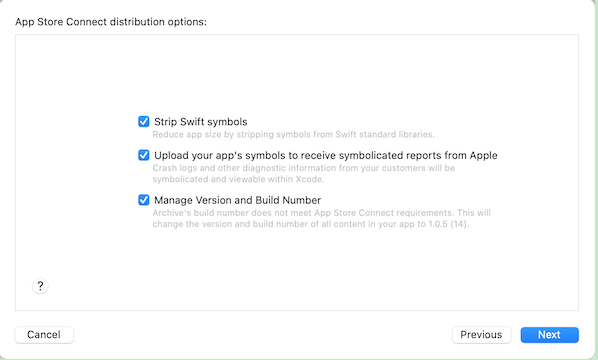 App Store Connect distribution options:
Strip Swift symbols
Reduce app size by stripping symbols from Swift standard libraries.
Upload your app's symbols to receive symbolicated reports from Apple
Crash logs and other diagnostic information from your customers will be
symbolicated and viewable within Xcode.
Manage Version and Build Number
Archive's build number does not meet App Store Connect requirements. This will
change the version and build number of all content in your app to 1.0.5 (14).
?
Cancel
Previous
Next